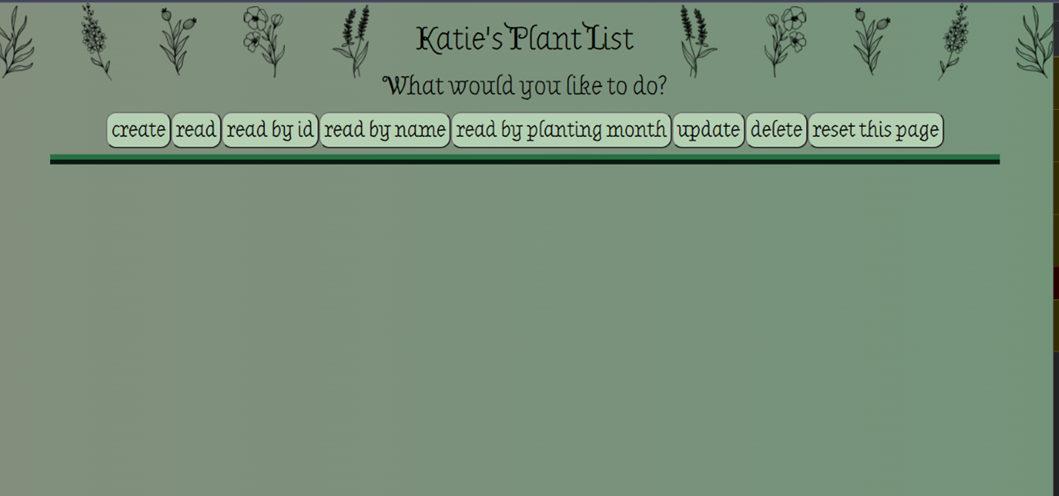 Katie's Plant List
What would you like to do?
create read read by id read by name read by planting month update delete reset this page